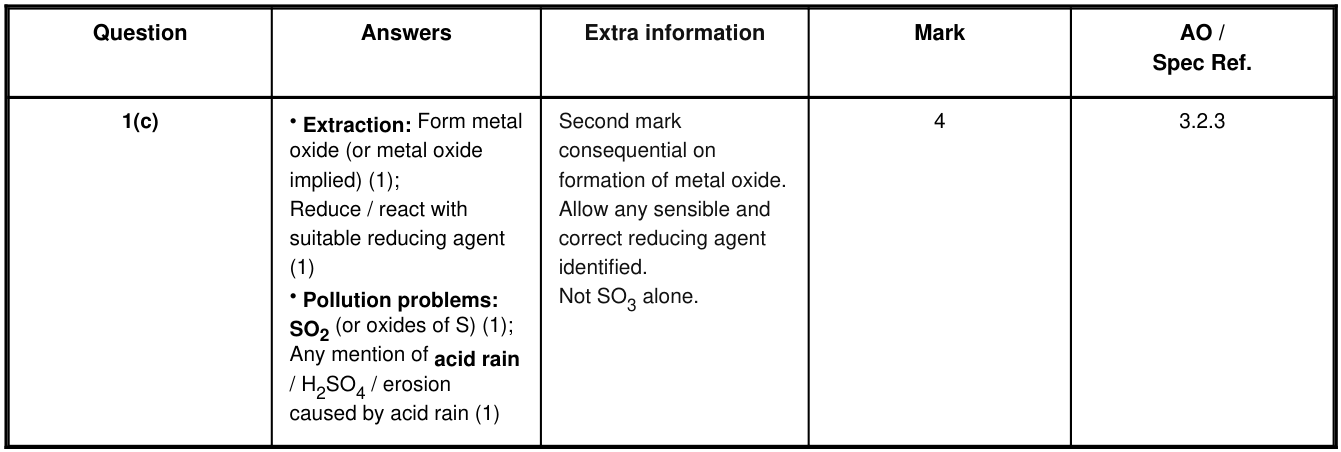 Question
Answers
Extra information
Mark
AO /
Spec Ref.
1(c)
• Extraction: Form metal
oxide (or metal oxide
implied) (1);
Reduce / react with
suitable reducing agent
(1)
• Pollution problems:
SO₂ (or oxides of S) (1);
Any mention of acid rain
/ H₂SO₄ / erosion
caused by acid rain (1)
Second mark
consequential on
formation of metal oxide.
Allow any sensible and
correct reducing agent
identified.
Not SO₃ alone.
4
3.2.3